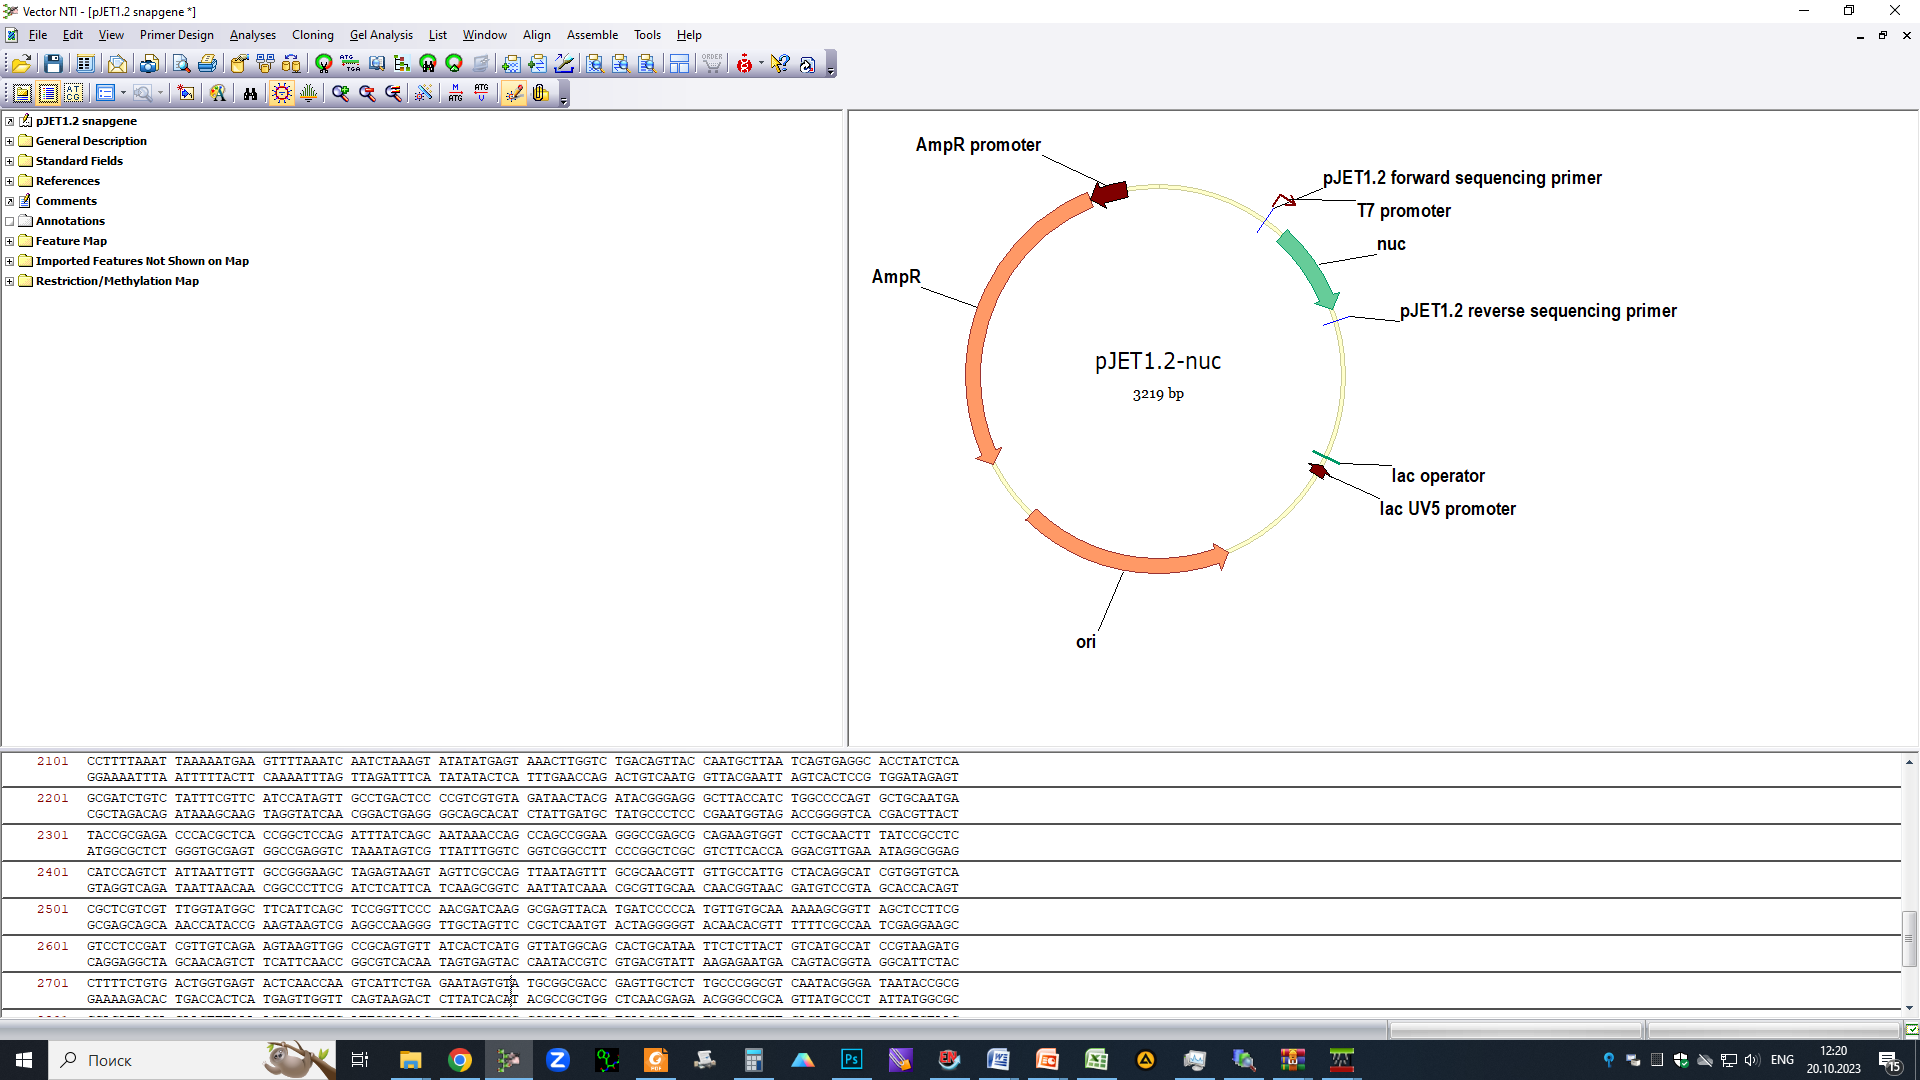 Vector NTI - [pJET1.2 snapgene *]
File Edit View Primer Design Analyses Cloning Gel Analysis List Window Align Assemble Tools Help
pJET1.2 snapgene
General Description
Standard Fields
References
Comments
Annotations
Feature Map
Imported Features Not Shown on Map
Restriction/Methylation Map
AmpR promoter
pJET1.2 forward sequencing primer
T7 promoter
nuc
AmpR
pJET1.2 reverse sequencing primer
pJET1.2-nuc
3219 bp
lac operator
lac UV5 promoter
ori
2101 CCTTTTAAAT TAAAAATGAA GTTTTAAATC AATCTAAAGT ATATATGAGT AAACTTGGTC TGACAGTTAC CAATGCTTAA TCAGTGAGGC ACCTATCTCA
GGAAAATTTA ATTTTTACTT CAAAATTTAG TTAGATTTCA TATATACTCA TTTGAACCAG ACTGTCAATG GTTACGAATT AGTCACTCCG TGGATAGAGT
2201 GCGATCTGTC TATTTCGTTC ATCCATAGTT GCCTGACTCC CCGTCGTGTA GATAACTACG ATACGGGAGG GCTTACCATC TGGCCCCAGT GCTGCAATGA
CGCTAGACAG ATAAAGCAAG TAGGTATCAA CGGACTGAGG GGCAGCACAT CTATTGATGC TATGCCCTCC CGAATGGTAG ACCGGGGTCA CGACGTTACT
2301 TACCGCGAGA CCCACGCTCA CCGGCTCCAG ATTTATCAGC AATAAACCAG CCAGCCGGAA GGGCCGAGCG CAGAAGTGGT CCTGCAACTT TATCCGCCTC
ATGGCGCTCT GGGTGCGAGT GGCCGAGGTC TAAATAGTCG TTATTTGGTC GGTCGGCCTT CCCGGCTCGC GTCTTCACCA GGACGTTGAA ATAGGCGGAG
2401 CATCCAGTCT ATTAATTGTT GCCGGGAAGC TAGAGTAAGT AGTTCGCCAG TTAATAGTTT GCGCAACGTT GTTGCCATTG CTACAGGCAT CGTGGTGTCA
GTAGGTCAGA TAATTAACAA CGGCCCTTCG ATCTCATTCA TCAAGCGGTC AATTATCAAA CGCGTTGCAA CAACGGTAAC GATGTCCGTA GCACCACAGT
2501 CGCTCGTCGT TTGGTATGGC TTCATTCAGC TCCGGTTCCC AACGATCAAG GCGAGTTACA TGATCCCCCA TGTTGTGCAA AAAAGCGGTT AGCTCCTTCG
GCGAGCAGCA AACCATACCG AAGTAAGTCG AGGCCAAGGG TTGCTAGTTC CGCTCAATGT ACTAGGGGGT ACAACACGTT TTTTCGCCAA TCGAGGAAGC
2601 GTCCTCCGAT CGTTGTCAGA AGTAAGTTGG CCGCAGTGTT ATCACTCATG GTTATGGCAG CACTGCATAA TTCTCTTACT GTCATGCCAT CCGTAAGATG
CAGGAGGCTA GCAACAGTCT TCATTCAACC GGCGTCACAA TAGTGAGTAC CAATACCGTC GTGACGTATT AAGAGAATGA CAGTACGGTA GGCATTCTAC
2701 CTTTTCTGTG ACTGGTGAGT ACTCAACCAA GTCATTCTGA GAATAGTGTA TGCGGCGACC GAGTTGCTCT TGCCCGGCGT CAATACGGGA TAATACCGCG
GAAAAGACAC TGACCACTCA TGAGTTGGTT CAGTAAGACT CTTATCACAT ACGCCGCTGG CTCAACGAGA ACGGGCCGCA GTTATGCCCT ATTATGGCGC
Поиск
ENG
12:20
20.10.2023
15